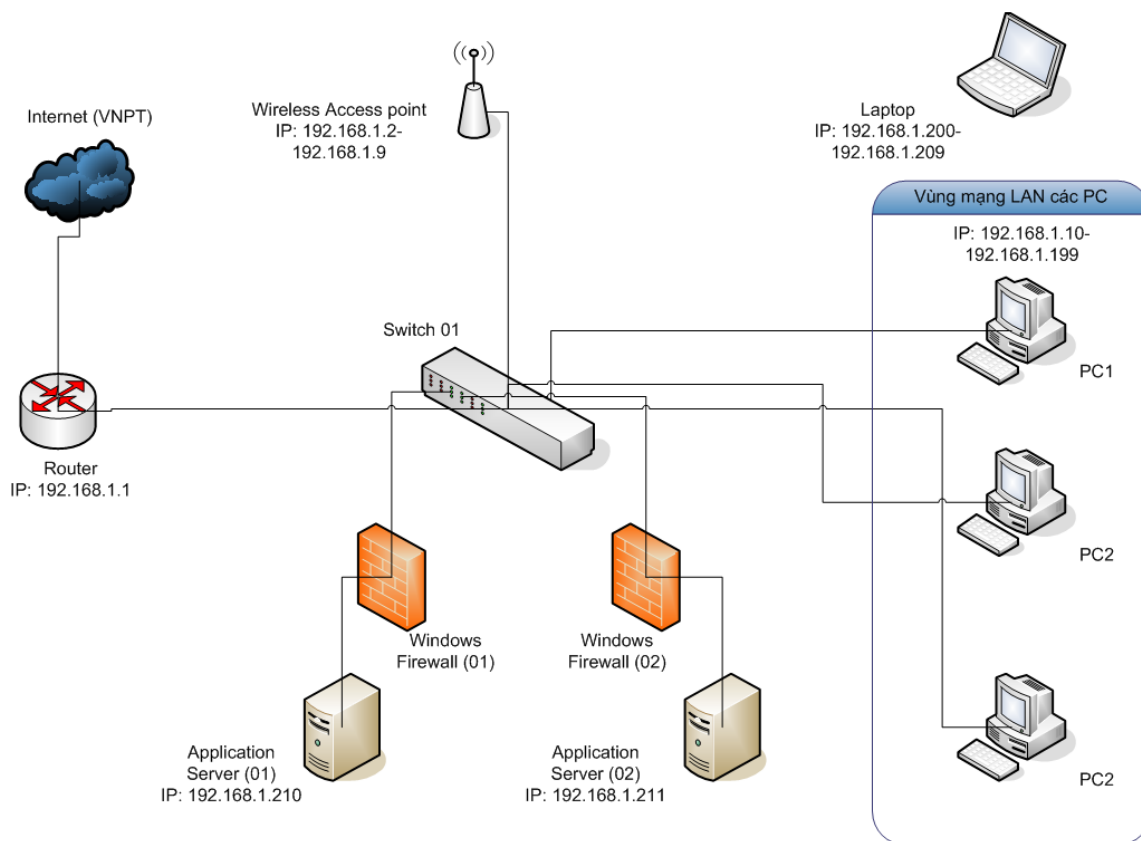 Internet (VNPT)
Wireless Access point
IP: 192.168.1.2-
192.168.1.9
Laptop
IP: 192.168.1.200-
192.168.1.209
Vùng mạng LAN các PC
IP: 192.168.1.10-
192.168.1.199
Switch 01
PC1
Router
IP: 192.168.1.1
PC2
Windows
Firewall (01)
Windows
Firewall (02)
Application
Server (01)
IP: 192.168.1.210
Application
Server (02)
IP: 192.168.1.211
PC2